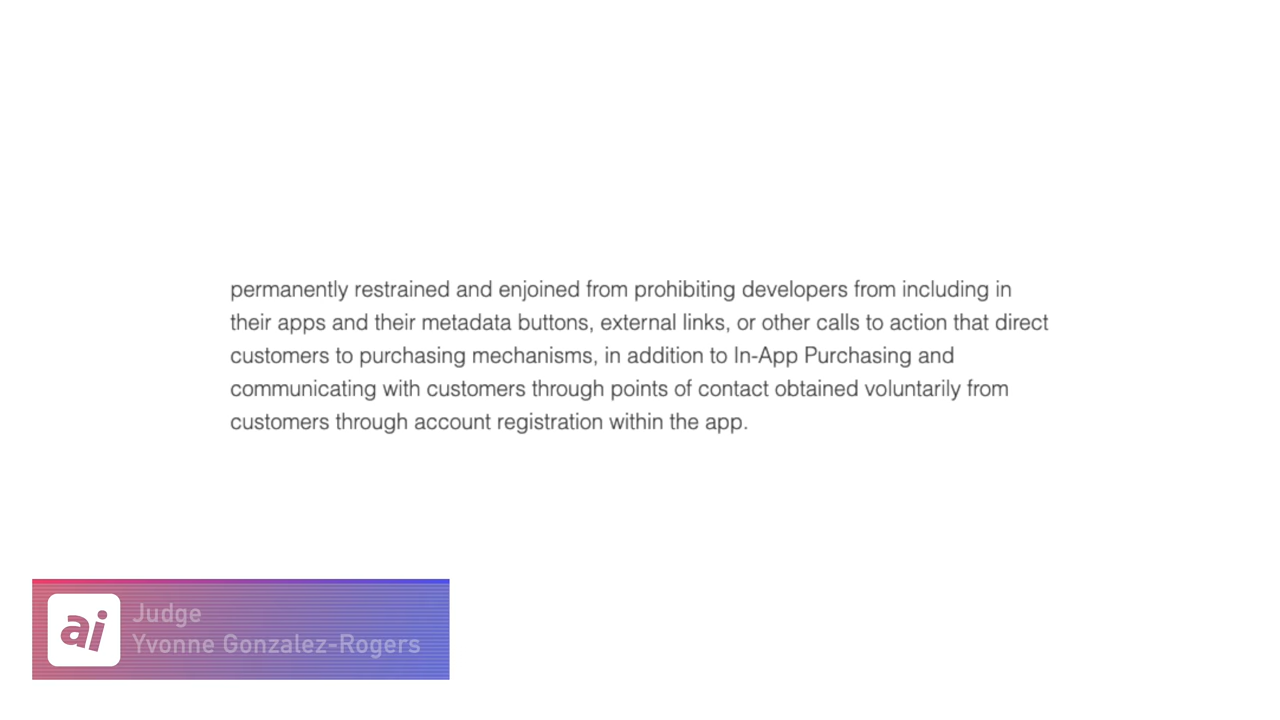 permanently restrained and enjoined from prohibiting developers from including in
their apps and their metadata buttons, external links, or other calls to action that direct
customers to purchasing mechanisms, in addition to In-App Purchasing and
communicating with customers through points of contact obtained voluntarily from
customers through account registration within the app.
ai
Judge
Yvonne Gonzalez-Rogers